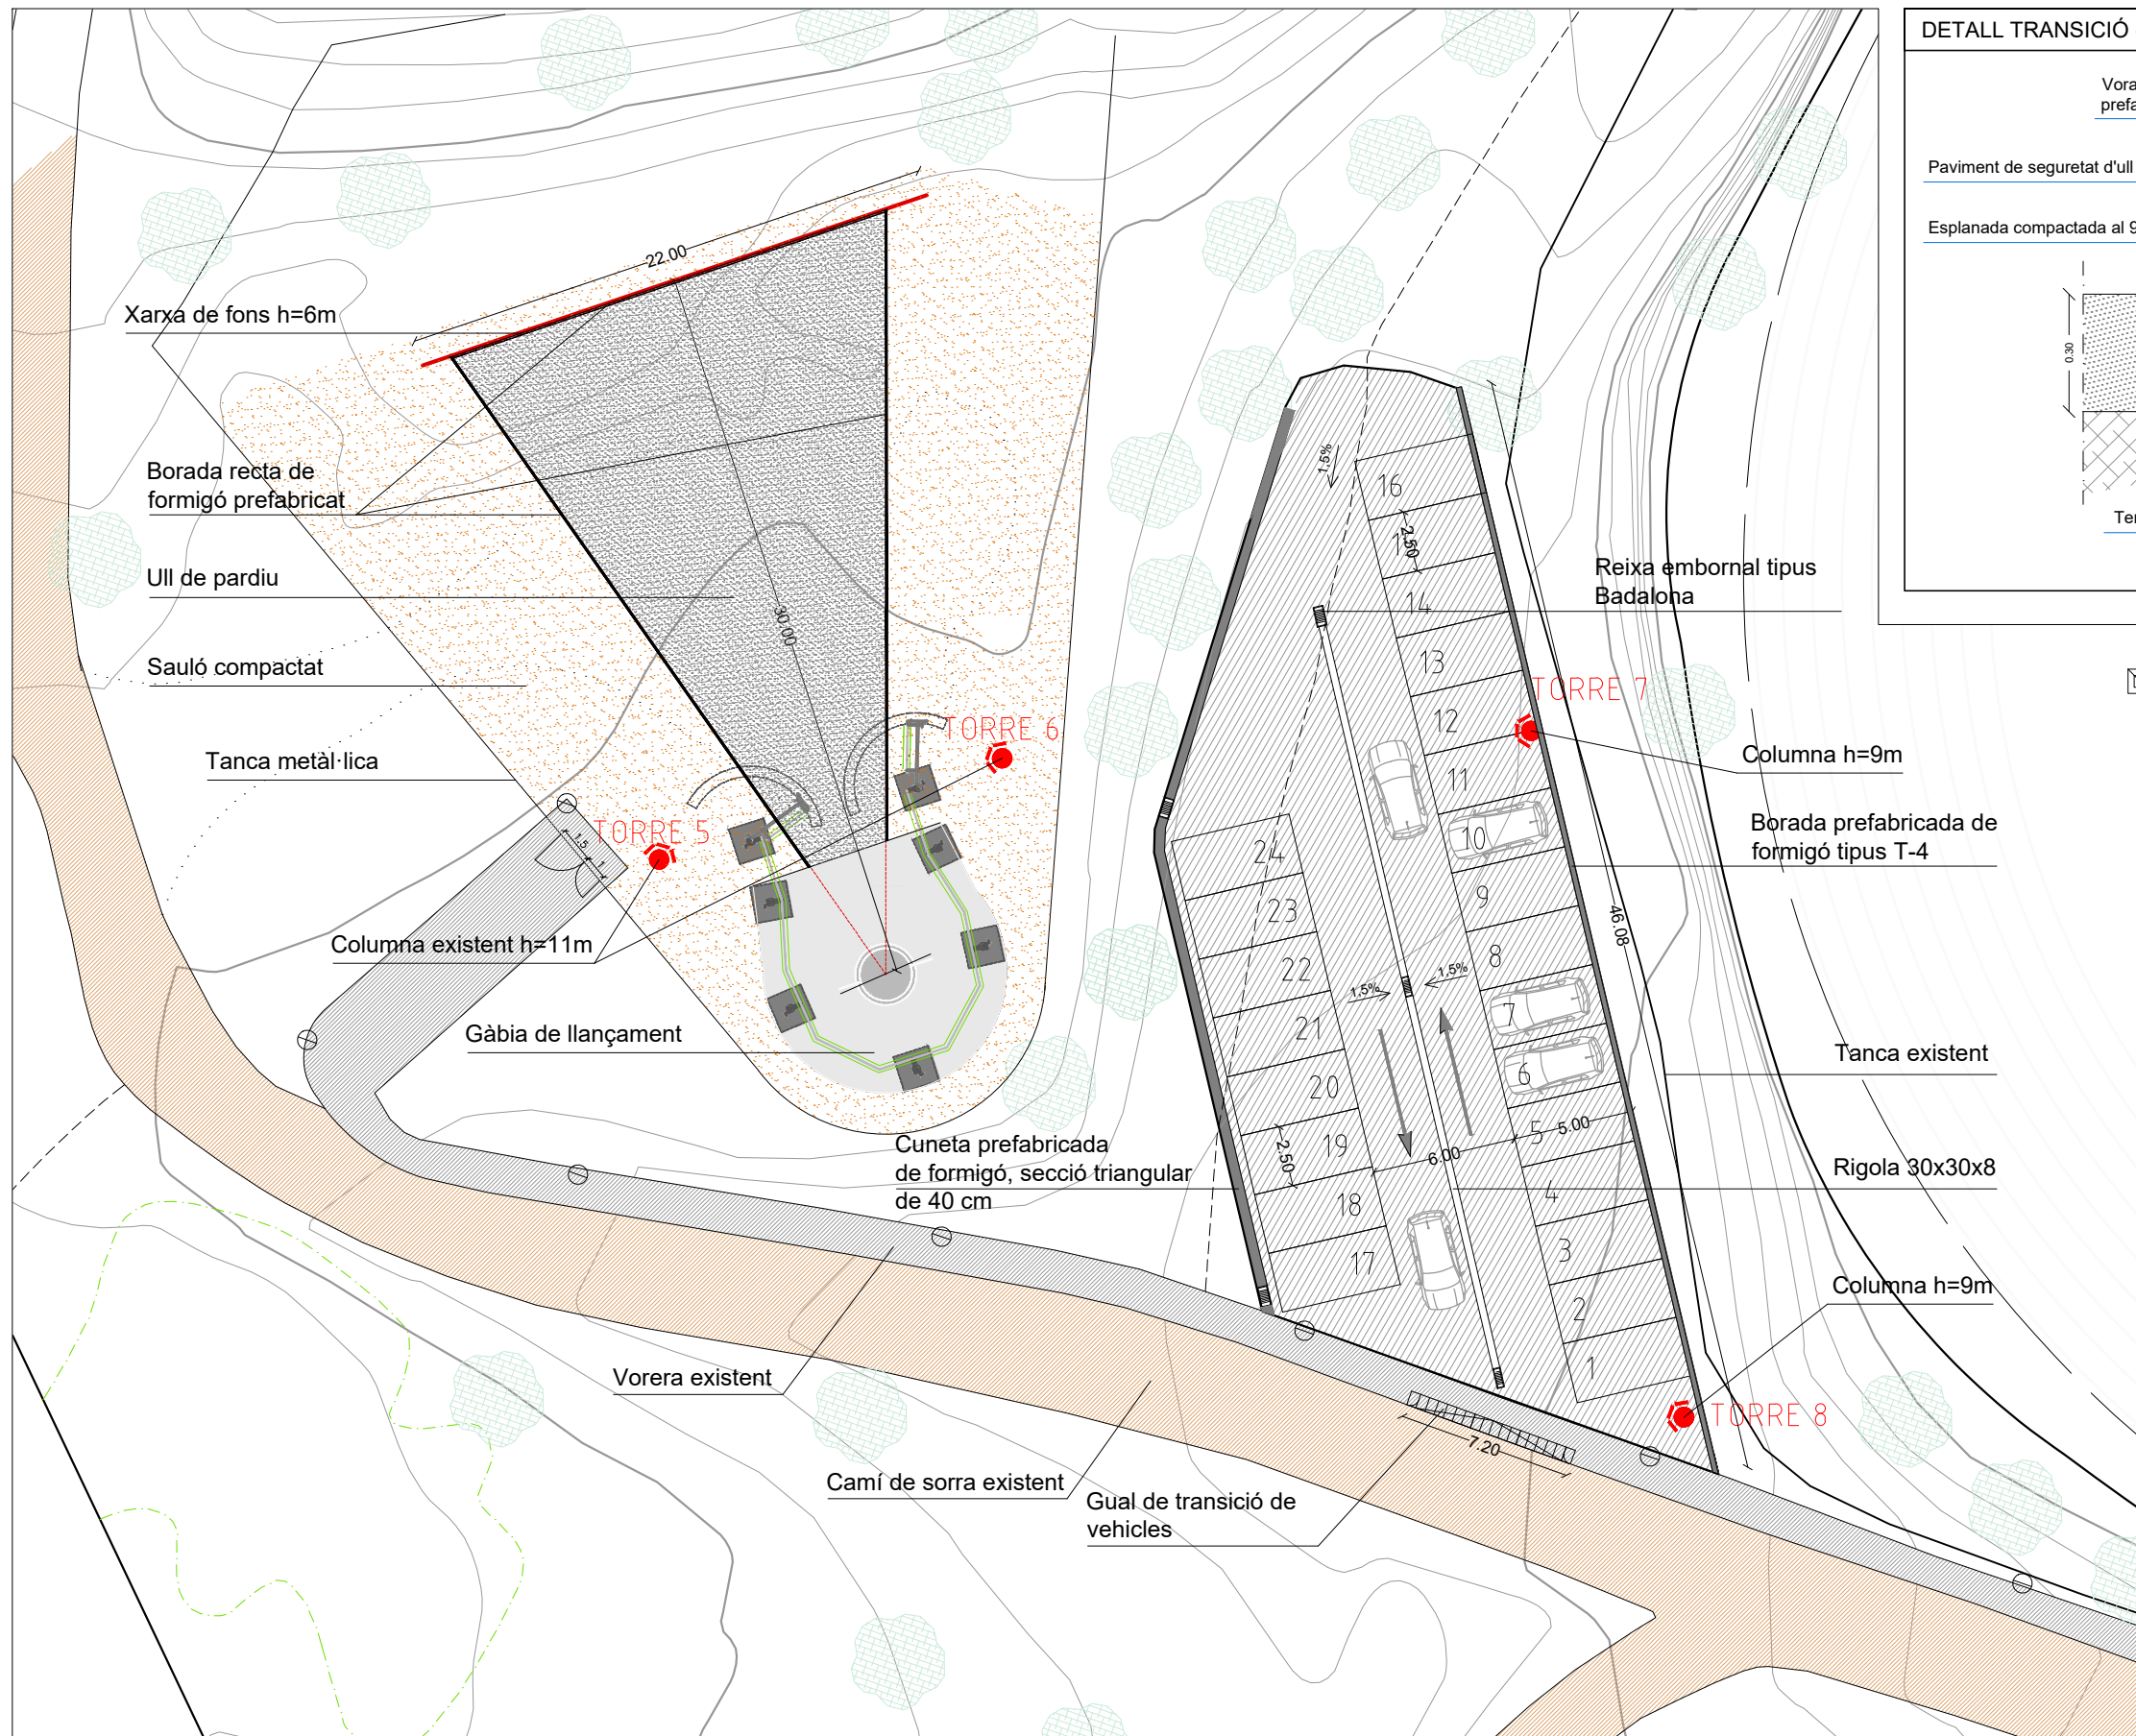 DETALL TRANSICIÓ
Vora
prefa
Paviment de seguretat d'ull
Esplanada compactada al 9
0.30
Ter
22.00
Xarxa de fons h=6m
Borada recta de
formigó prefabricat
Ull de pardiu
30.00
Sauló compactat
Tanca metàl·lica
TORRE 5
TORRE 6
1.5
1
Columna existent h=11m
Gàbia de llançament
Cuneta prefabricada
de formigó, secció triangular
de 40 cm
Vorera existent
Camí de sorra existent
Gual de transició de
vehicles
7.20
1,5%
16
2.50
14
13
12
11
10
9
8
7
6
5
4
3
2
1
24
23
22
21
20
19
18
17
2.50
1,5%
1,5%
6.00
5.00
46.08
Reixa embornal tipus
Badalona
TORRE 7
Columna h=9m
Borada prefabricada de
formigó tipus T-4
Tanca existent
Rigola 30x30x8
Columna h=9m
TORRE 8